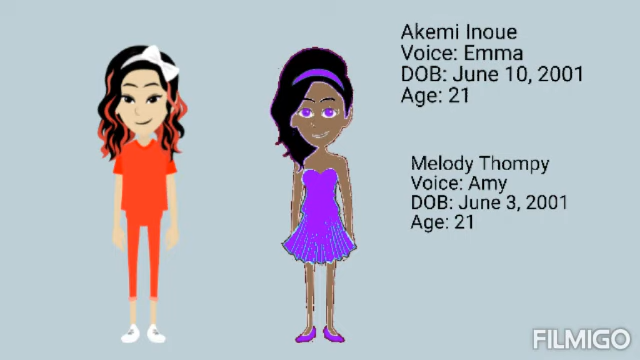 Akemi Inoue
Voice: Emma
DOB: June 10, 2001
Age: 21
Melody Thompy
Voice: Amy
DOB: June 3, 2001
Age: 21
FILMIGO